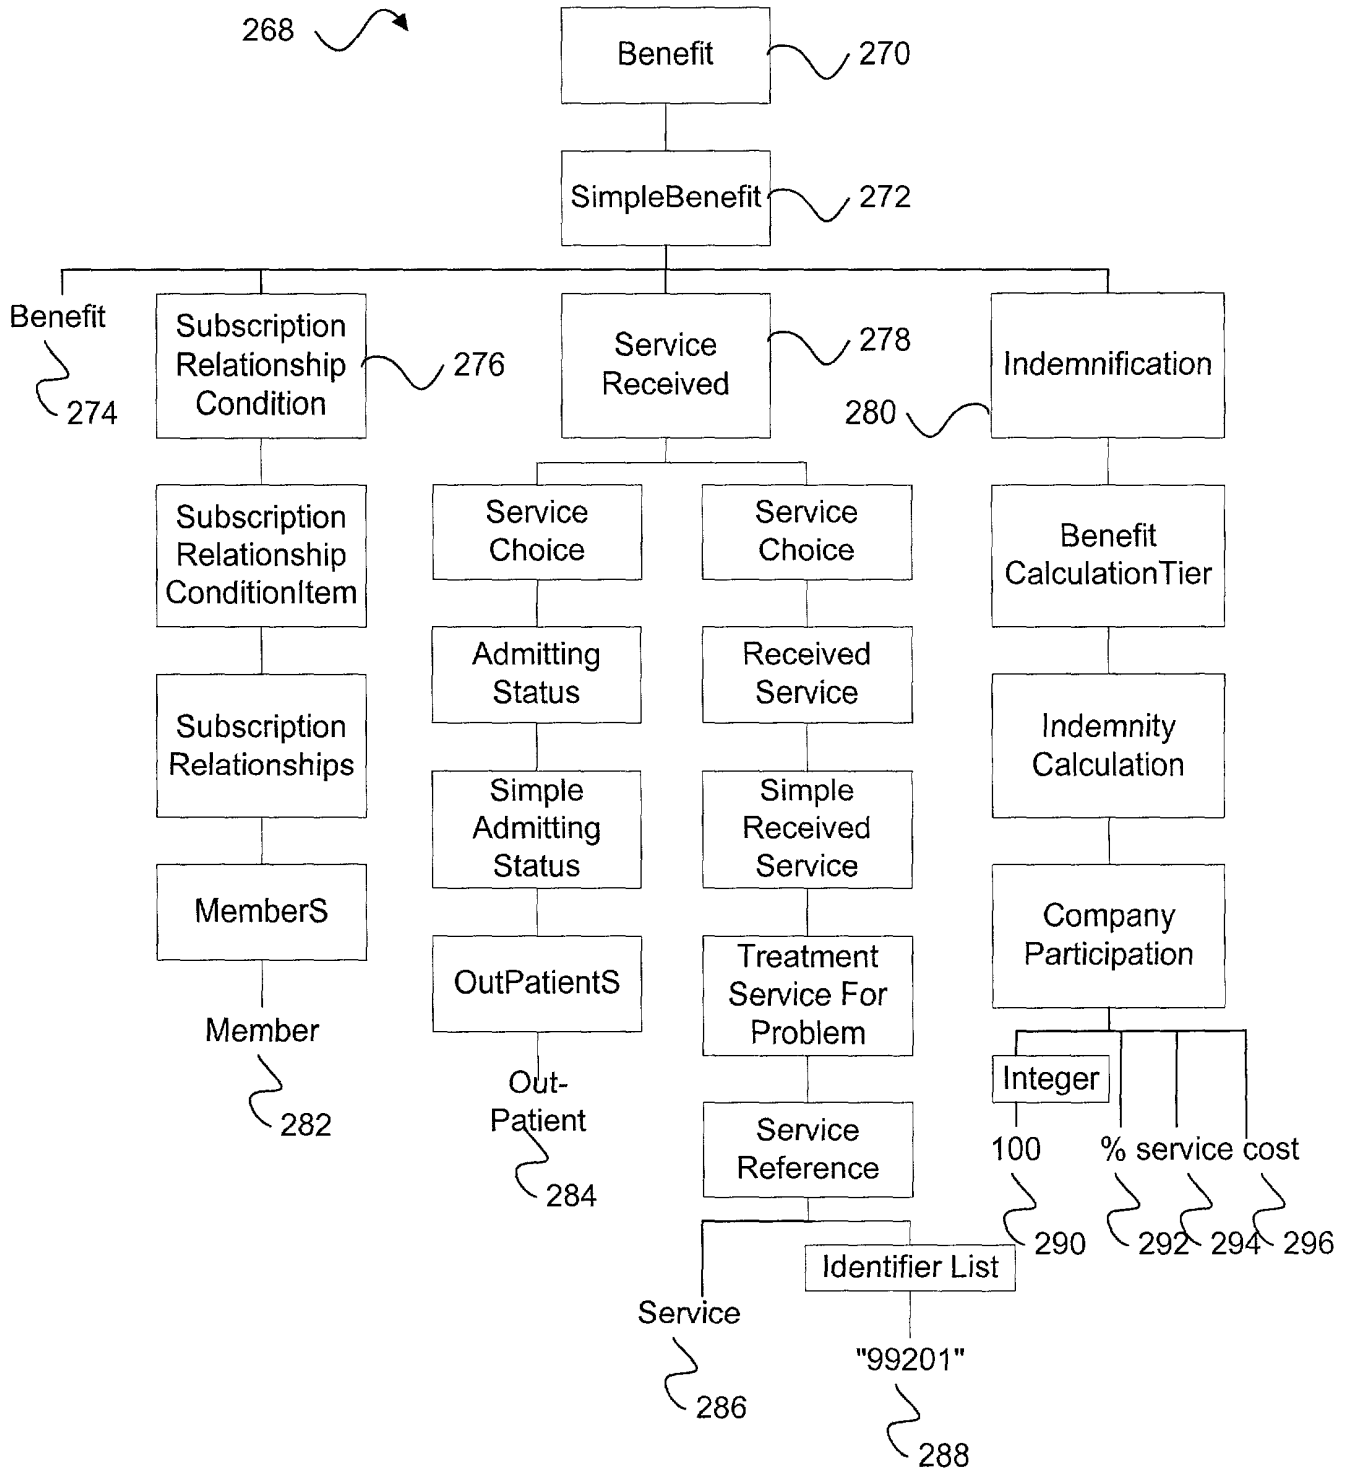 268
Benefit
270
SimpleBenefit
272
Benefit
274
Subscription
Relationship
Condition
276
Service
Received
278
Indemnification
280
Subscription
Relationship
ConditionItem
Service
Choice
Service
Choice
Benefit
CalculationTier
Subscription
Relationships
Admitting
Status
Received
Service
Indemnity
Calculation
Simple
Admitting
Status
Simple
Received
Service
MemberS
Company
Participation
OutPatientS
Treatment
Service For
Problem
Member
282
Out-
Patient
284
Integer
100
% service cost
290
292
294
296
Service
Reference
Identifier List
Service
286
"99201"
288